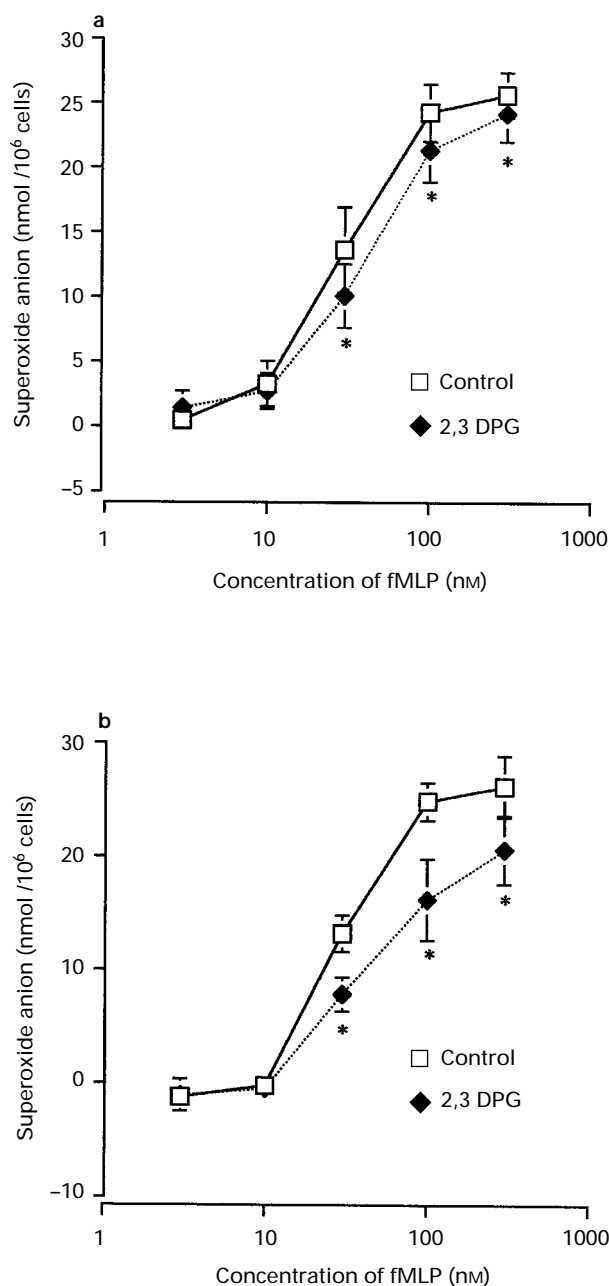 a
30
25
20
15
10
5
0
–5
Superoxide anion (nmol /10⁶ cells)
*
*
*
Control
2,3 DPG
1 10 100 1000
Concentration of fMLP (nM)
b
30
20
10
0
–10
Superoxide anion (nmol /10⁶ cells)
*
*
*
Control
2,3 DPG
1 10 100 1000
Concentration of fMLP (nM)